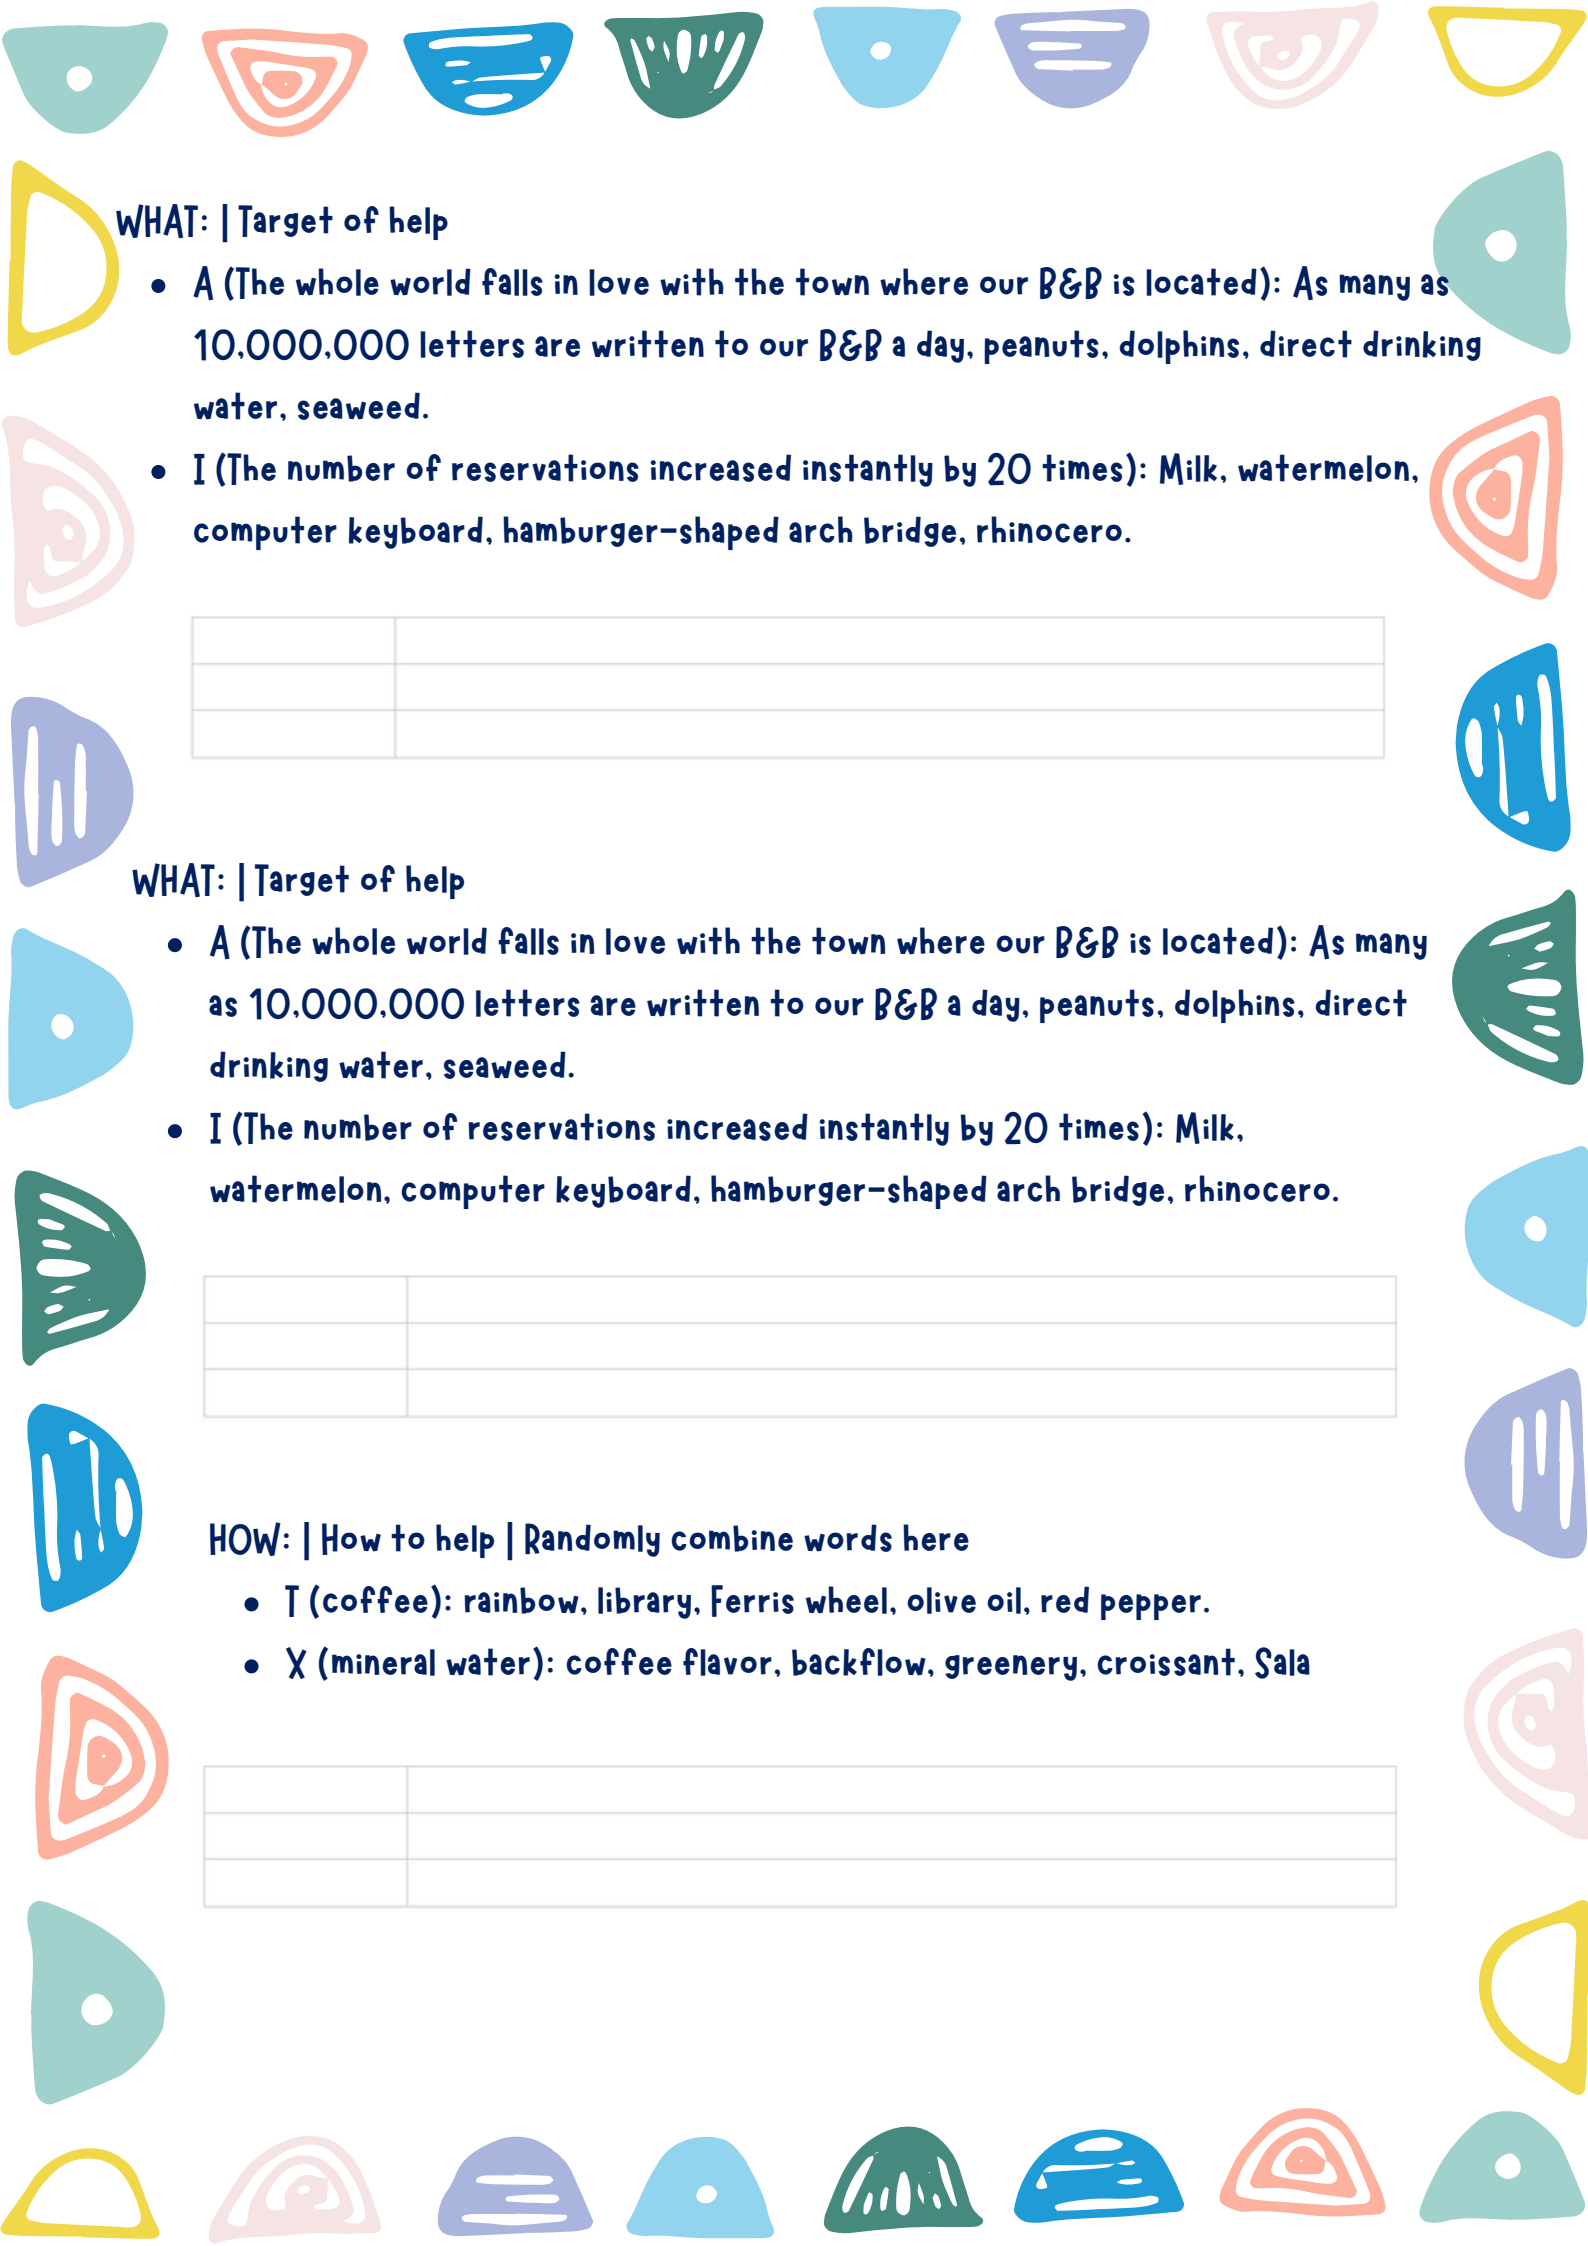 WHAT: | Target of help
• A (The whole world falls in love with the town where our B&B is located): As many as
10,000,000 letters are written to our B&B a day, peanuts, dolphins, direct drinking
water, seaweed.
• I (The number of reservations increased instantly by 20 times): Milk, watermelon,
computer keyboard, hamburger-shaped arch bridge, rhinocero.
WHAT: | Target of help
• A (The whole world falls in love with the town where our B&B is located): As many
as 10,000,000 letters are written to our B&B a day, peanuts, dolphins, direct
drinking water, seaweed.
• I (The number of reservations increased instantly by 20 times): Milk,
watermelon, computer keyboard, hamburger-shaped arch bridge, rhinocero.
HOW: | How to help | Randomly combine words here
• T (coffee): rainbow, library, Ferris wheel, olive oil, red pepper.
• X (mineral water): coffee flavor, backflow, greenery, croissant, Sala